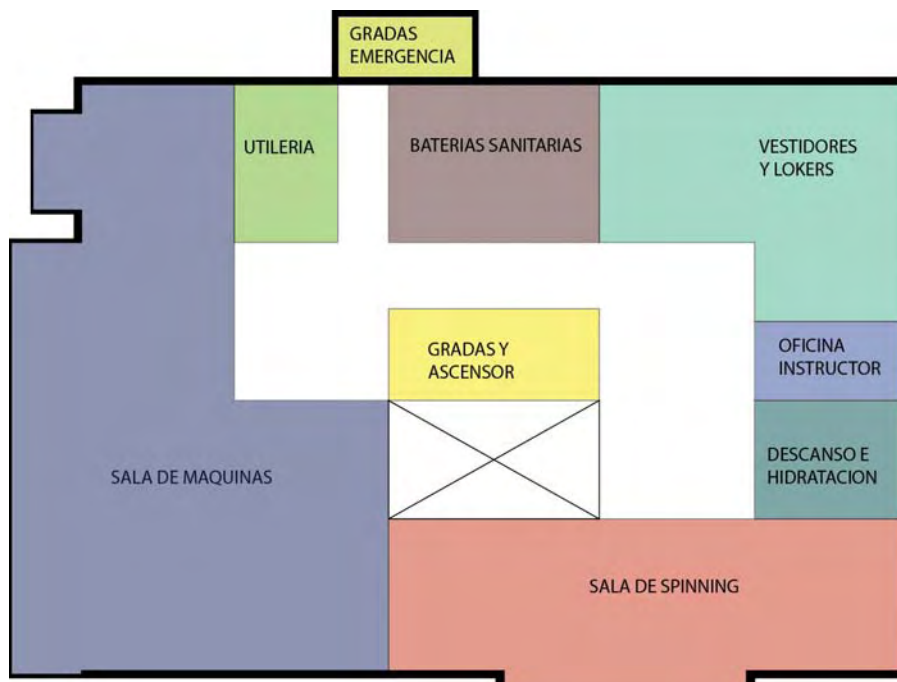 GRADAS
EMERGENCIA
UTILERIA
BATERIAS SANITARIAS
VESTIDORES
Y LOKERS
GRADAS Y
ASCENSOR
OFICINA
INSTRUCTOR
SALA DE MAQUINAS
DESCANSO E
HIDRATACION
SALA DE SPINNING